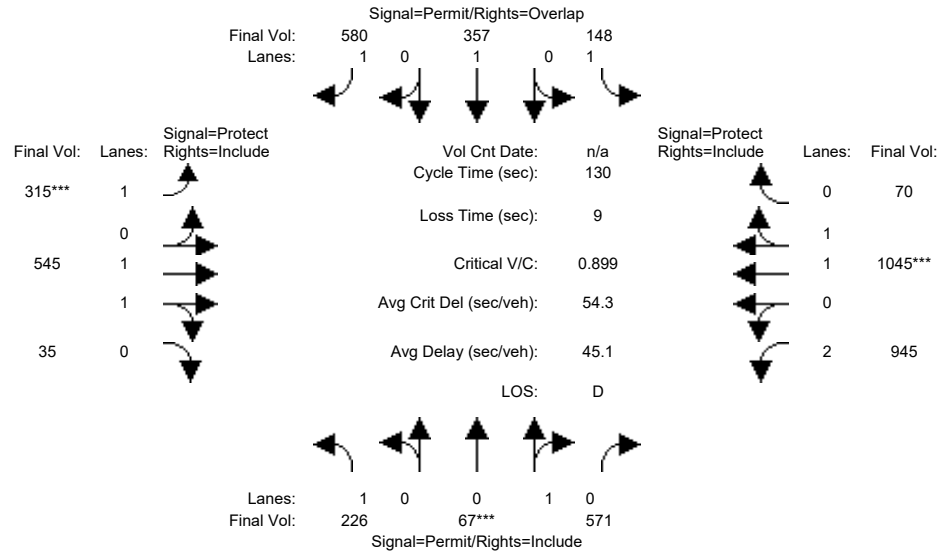 Signal=Permit/Rights=Overlap
Final Vol: 580 357 148
Lanes: 1 0 1 0 1
Signal=Protect
Final Vol: Lanes: Rights=Include
Vol Cnt Date: n/a
Signal=Protect
Rights=Include Lanes: Final Vol:
Cycle Time (sec): 130
315*** 1
0 70
Loss Time (sec): 9
0
1
545 1
Critical V/C: 0.899
1 1045***
1
Avg Crit Del (sec/veh): 54.3
0
35 0
Avg Delay (sec/veh): 45.1
2 945
LOS: D
Lanes: 1 0 0 1 0
Final Vol: 226 67*** 571
Signal=Permit/Rights=Include